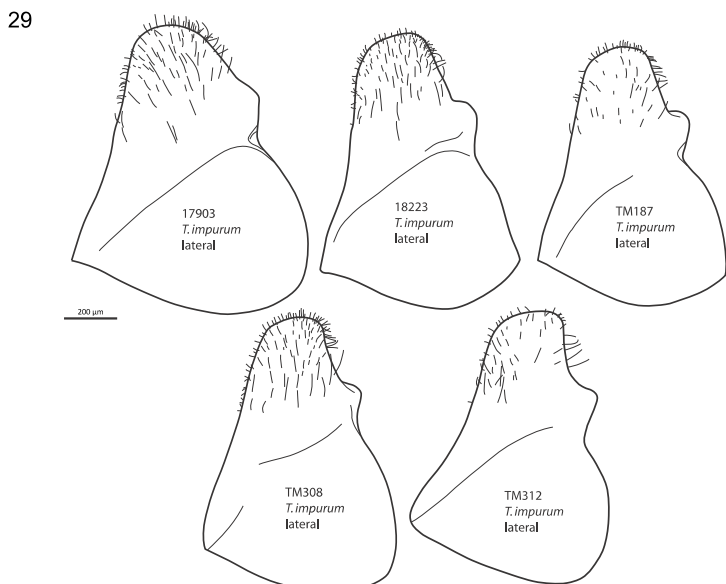 29
17903
T. impurum
lateral
18223
T. impurum
lateral
TM187
T. impurum
lateral
200 µm
TM308
T. impurum
lateral
TM312
T. impurum
lateral